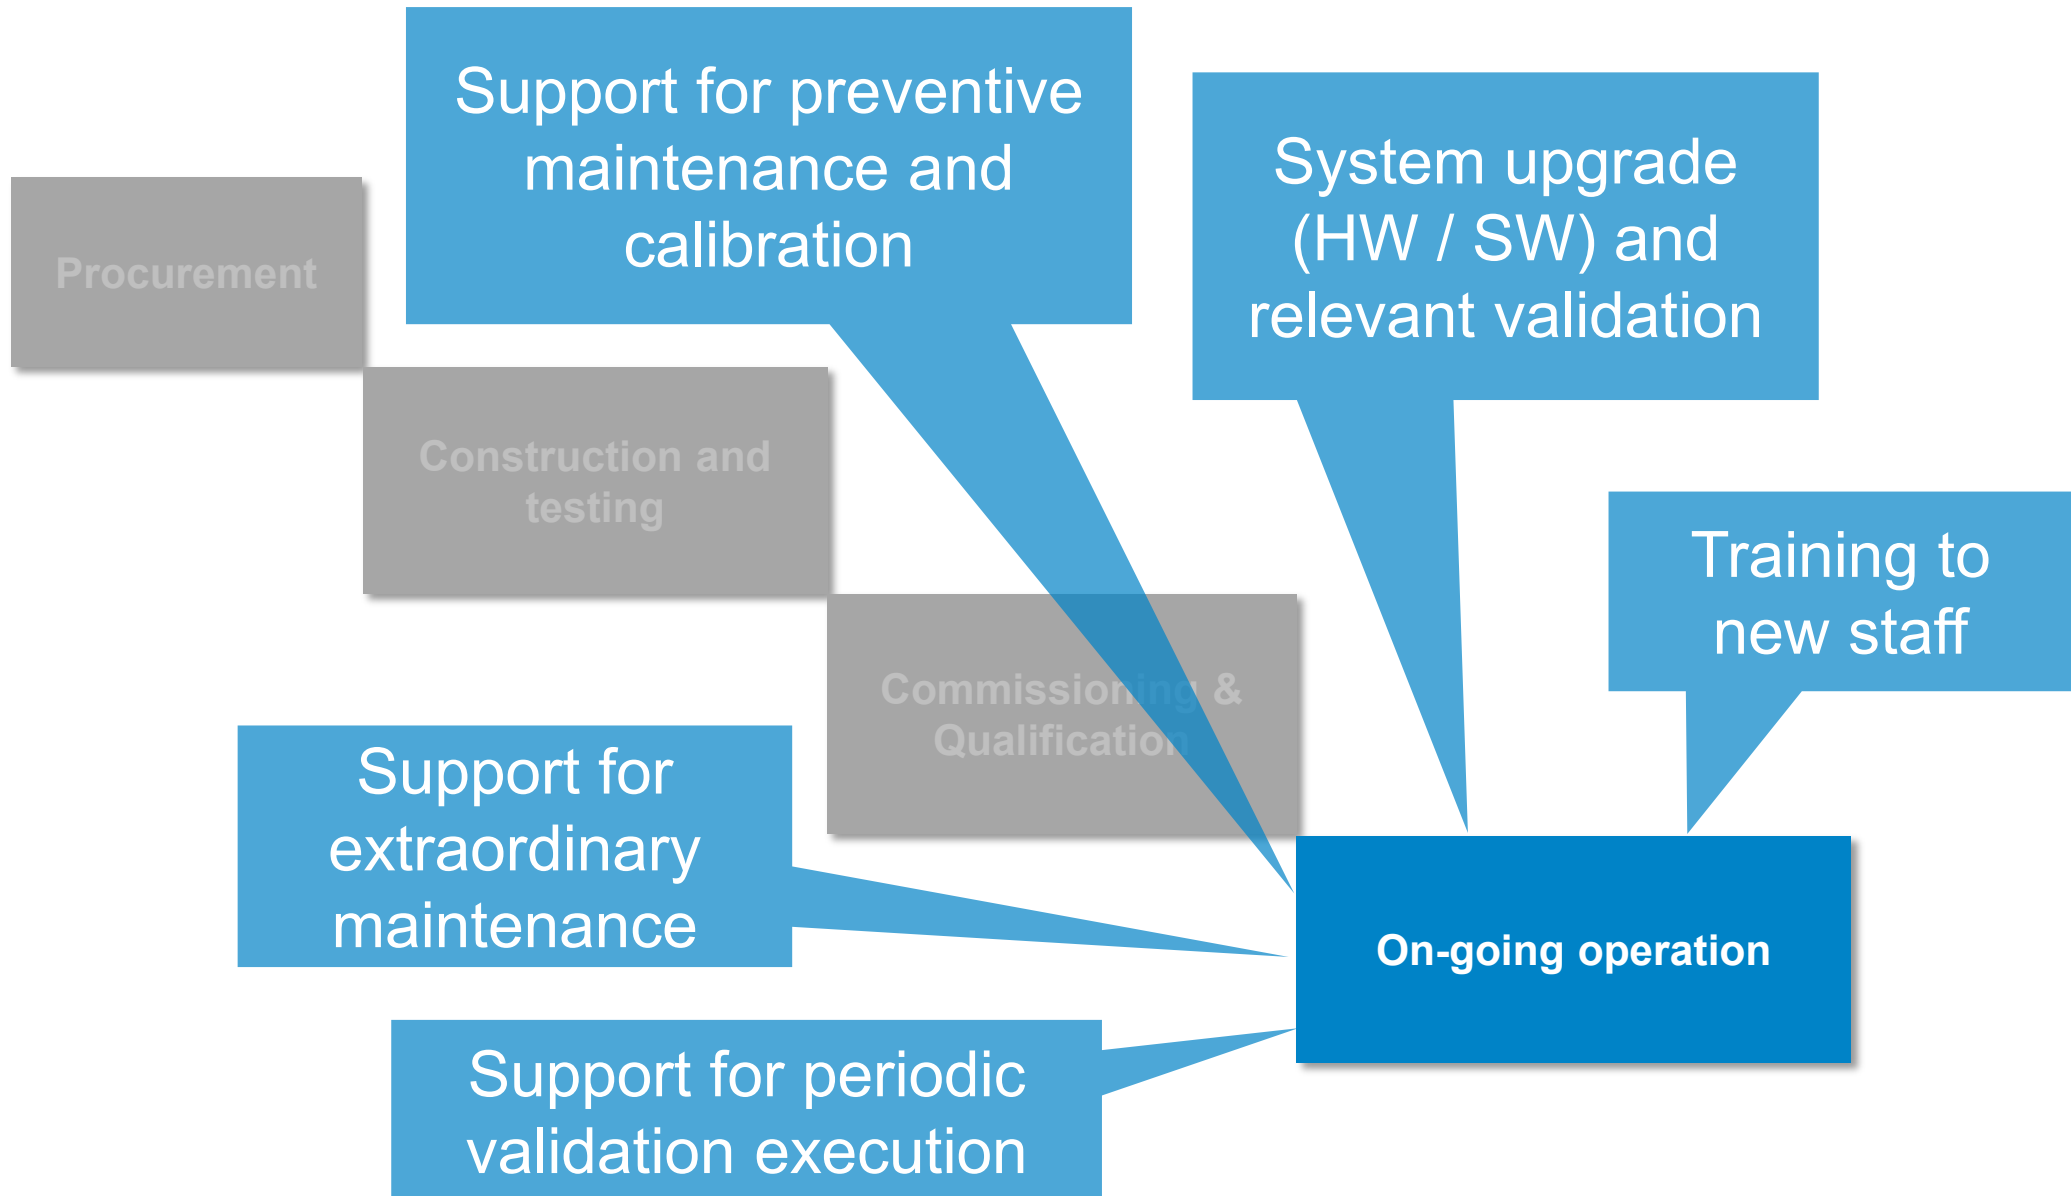 Support for preventive
maintenance and
calibration
System upgrade
(HW / SW) and
relevant validation
Procurement
Construction and
testing
Training to
new staff
Commissioning &
Qualification
Support for
extraordinary
maintenance
On-going operation
Support for periodic
validation execution